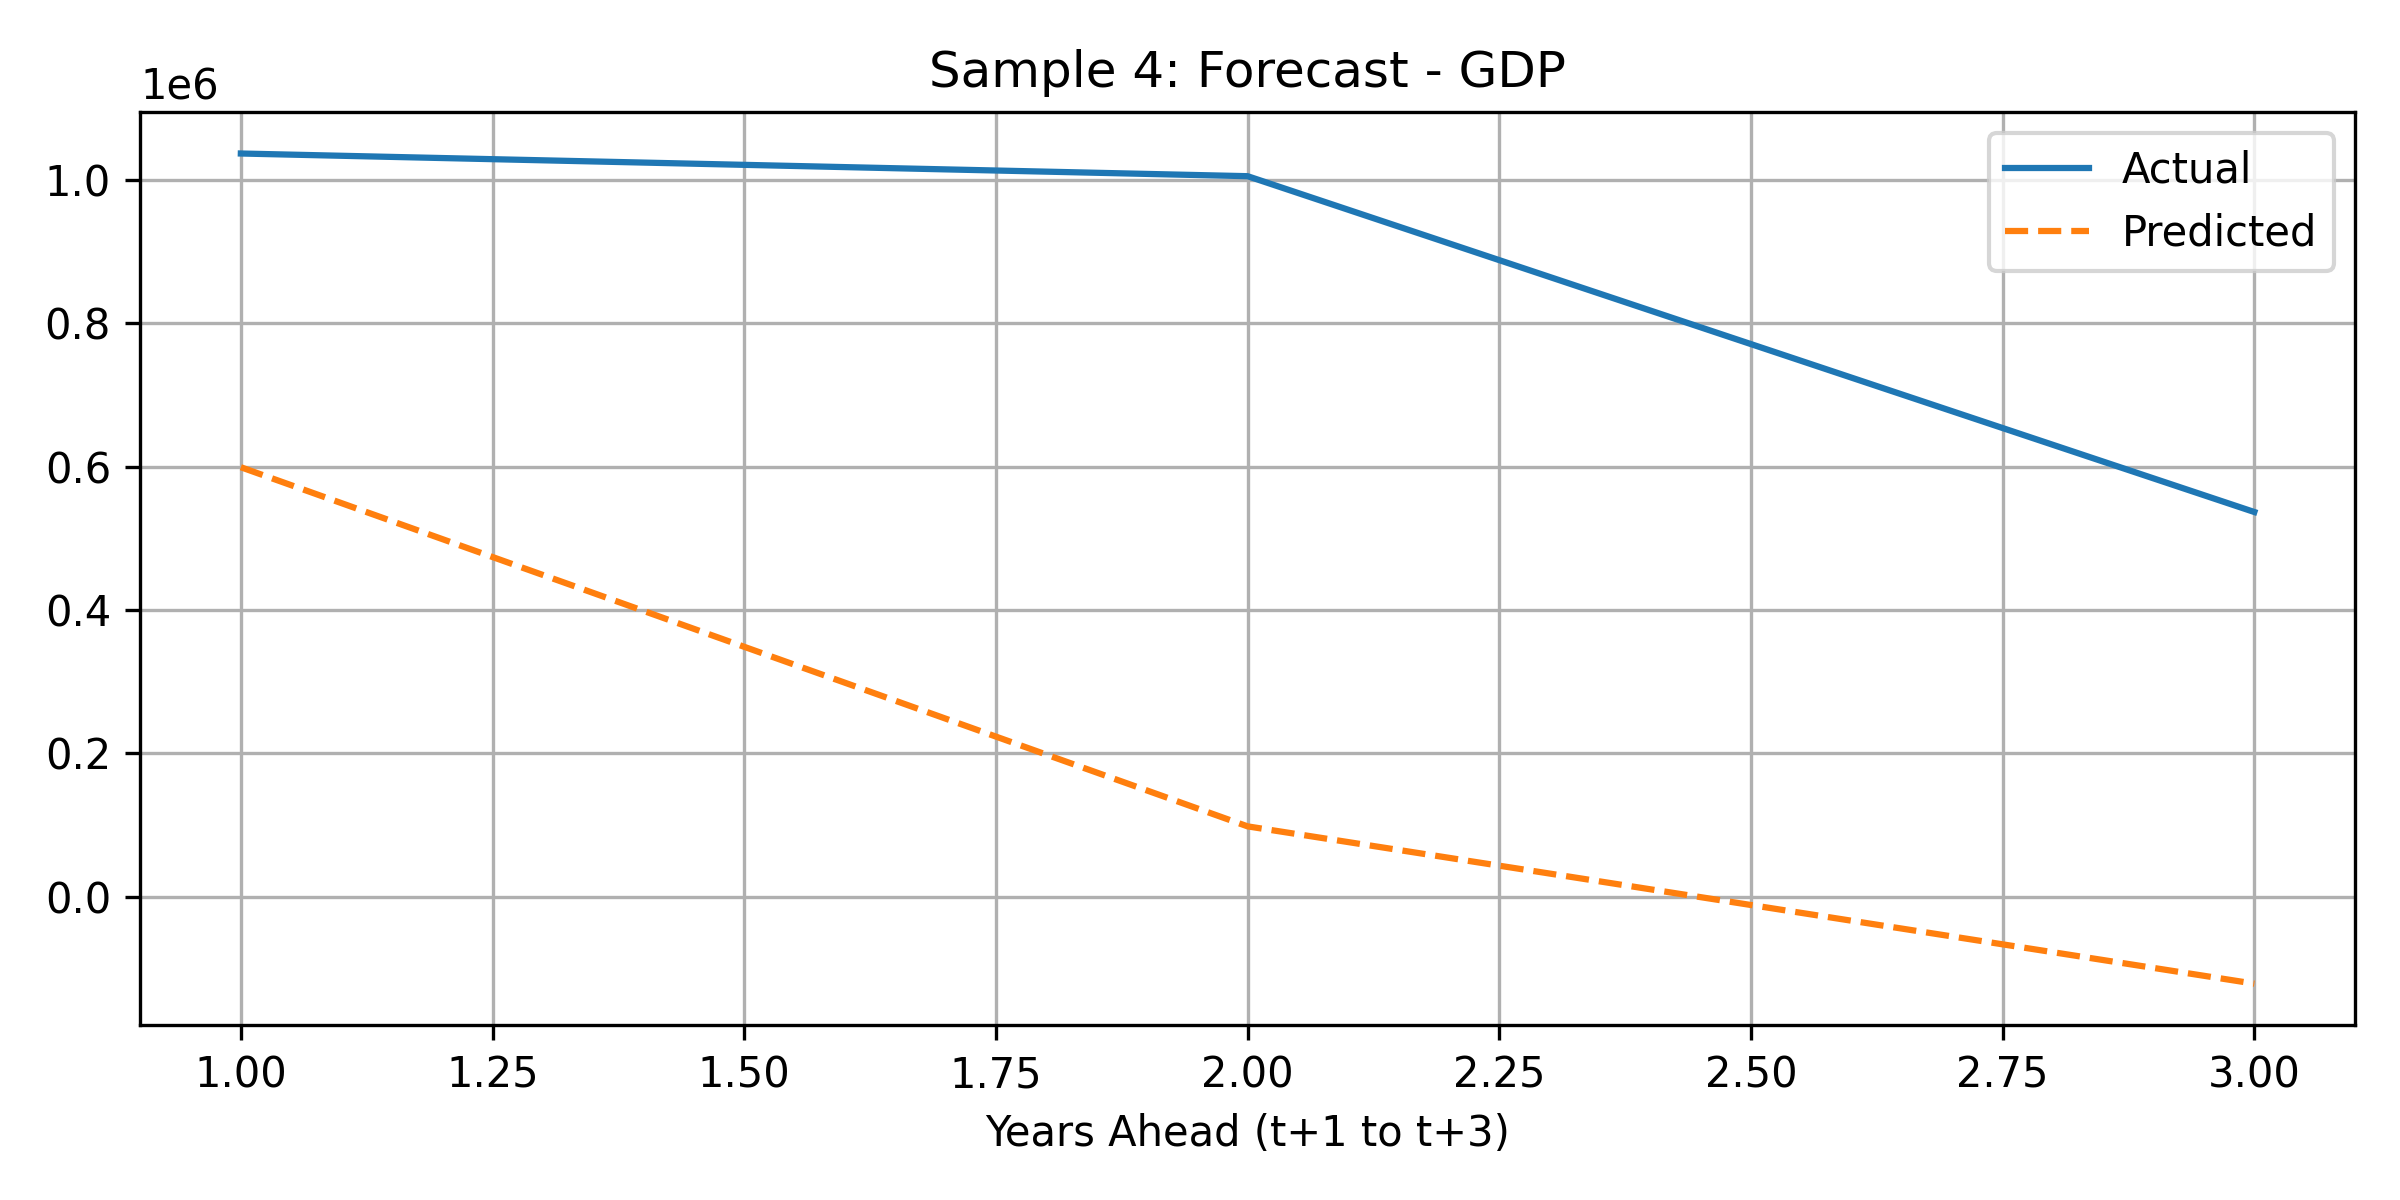 Sample 4: Forecast - GDP
1e6
Actual
Predicted
1.0
0.8
0.6
0.4
0.2
0.0
1.00 1.25 1.50 1.75 2.00 2.25 2.50 2.75 3.00
Years Ahead (t+1 to t+3)